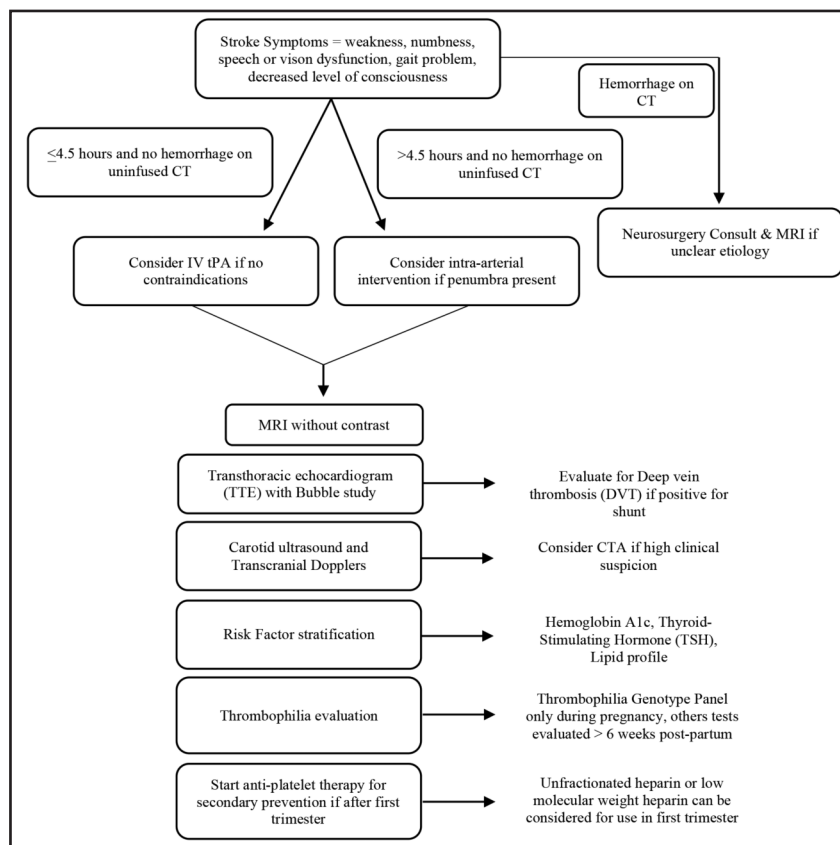 Stroke Symptoms = weakness, numbness,
speech or vison dysfunction, gait problem,
decreased level of consciousness
Hemorrhage on
CT
≤4.5 hours and no hemorrhage on
uninfused CT
>4.5 hours and no hemorrhage on
uninfused CT
Neurosurgery Consult & MRI if
unclear etiology
Consider IV tPA if no
contraindications
Consider intra-arterial
intervention if penumbra present
MRI without contrast
Transthoracic echocardiogram
(TTE) with Bubble study
Evaluate for Deep vein
thrombosis (DVT) if positive for
shunt
Carotid ultrasound and
Transcranial Dopplers
Consider CTA if high clinical
suspicion
Risk Factor stratification
Hemoglobin A1c, Thyroid-
Stimulating Hormone (TSH),
Lipid profile
Thrombophilia evaluation
Thrombophilia Genotype Panel
only during pregnancy, others tests
evaluated > 6 weeks post-partum
Start anti-platelet therapy for
secondary prevention if after first
trimester
Unfractionated heparin or low
molecular weight heparin can be
considered for use in first trimester